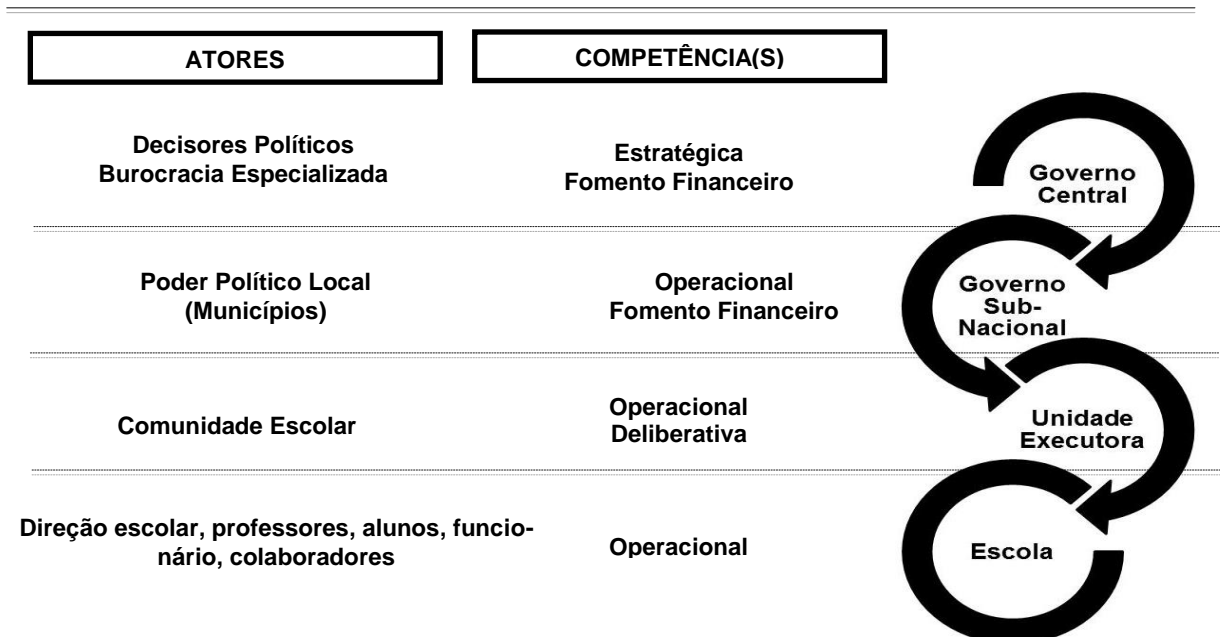 ATORES
COMPETÊNCIA(S)
Decisores Políticos
Burocracia Especializada
Estratégica
Fomento Financeiro
Governo
Central
Poder Político Local
(Municípios)
Operacional
Fomento Financeiro
Governo
Sub-
Nacional
Comunidade Escolar
Operacional
Deliberativa
Unidade
Executora
Direção escolar, professores, alunos, funcio-
nário, colaboradores
Operacional
Escola